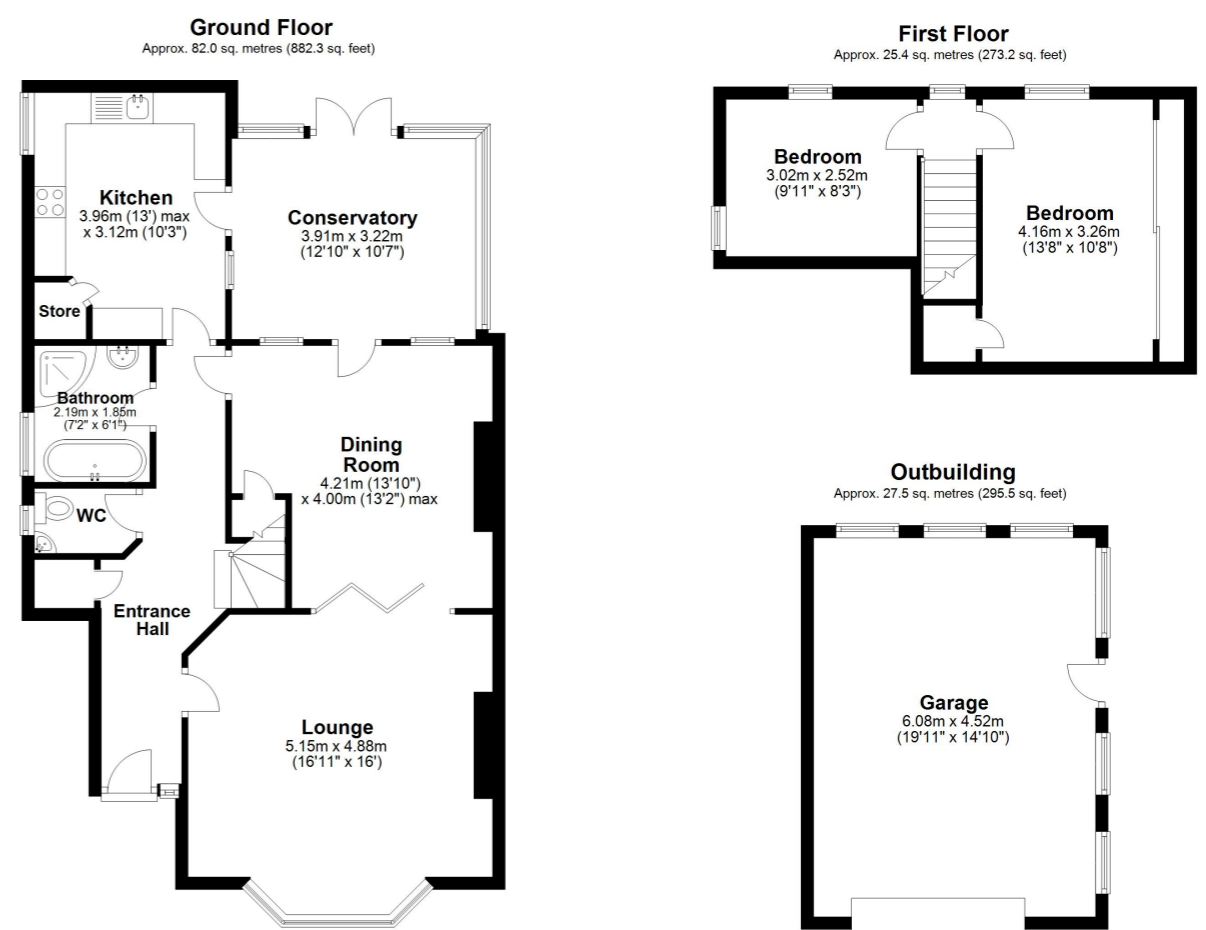 Ground Floor
Approx. 82.0 sq. metres (882.3 sq. feet)
Kitchen
3.96m (13') max
x 3.12m (10'3")
Conservatory
3.91m x 3.22m
(12'10" x 10'7")
Store
Bathroom
2.19m x 1.85m
(7'2" x 6'1")
Dining
Room
4.21m (13'10")
x 4.00m (13'2") max
WC
Entrance
Hall
Lounge
5.15m x 4.88m
(16'11" x 16')
First Floor
Approx. 25.4 sq. metres (273.2 sq. feet)
Bedroom
3.02m x 2.52m
(9'11" x 8'3")
Bedroom
4.16m x 3.26m
(13'8" x 10'8")
Outbuilding
Approx. 27.5 sq. metres (295.5 sq. feet)
Garage
6.08m x 4.52m
(19'11" x 14'10")